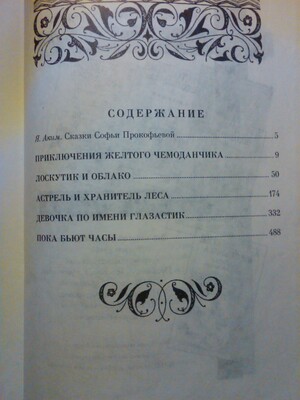 СОДЕРЖАНИЕ
Я. Аким. Сказки Софьи Прокофьевой 5
ПРИКЛЮЧЕНИЯ ЖЕЛТОГО ЧЕМОДАНЧИКА 9
ЛОСКУТИК И ОБЛАКО 50
АСТРЕЛЬ И ХРАНИТЕЛЬ ЛЕСА 174
ДЕВОЧКА ПО ИМЕНИ ГЛАЗАСТИК 332
ПОКА БЬЮТ ЧАСЫ 488